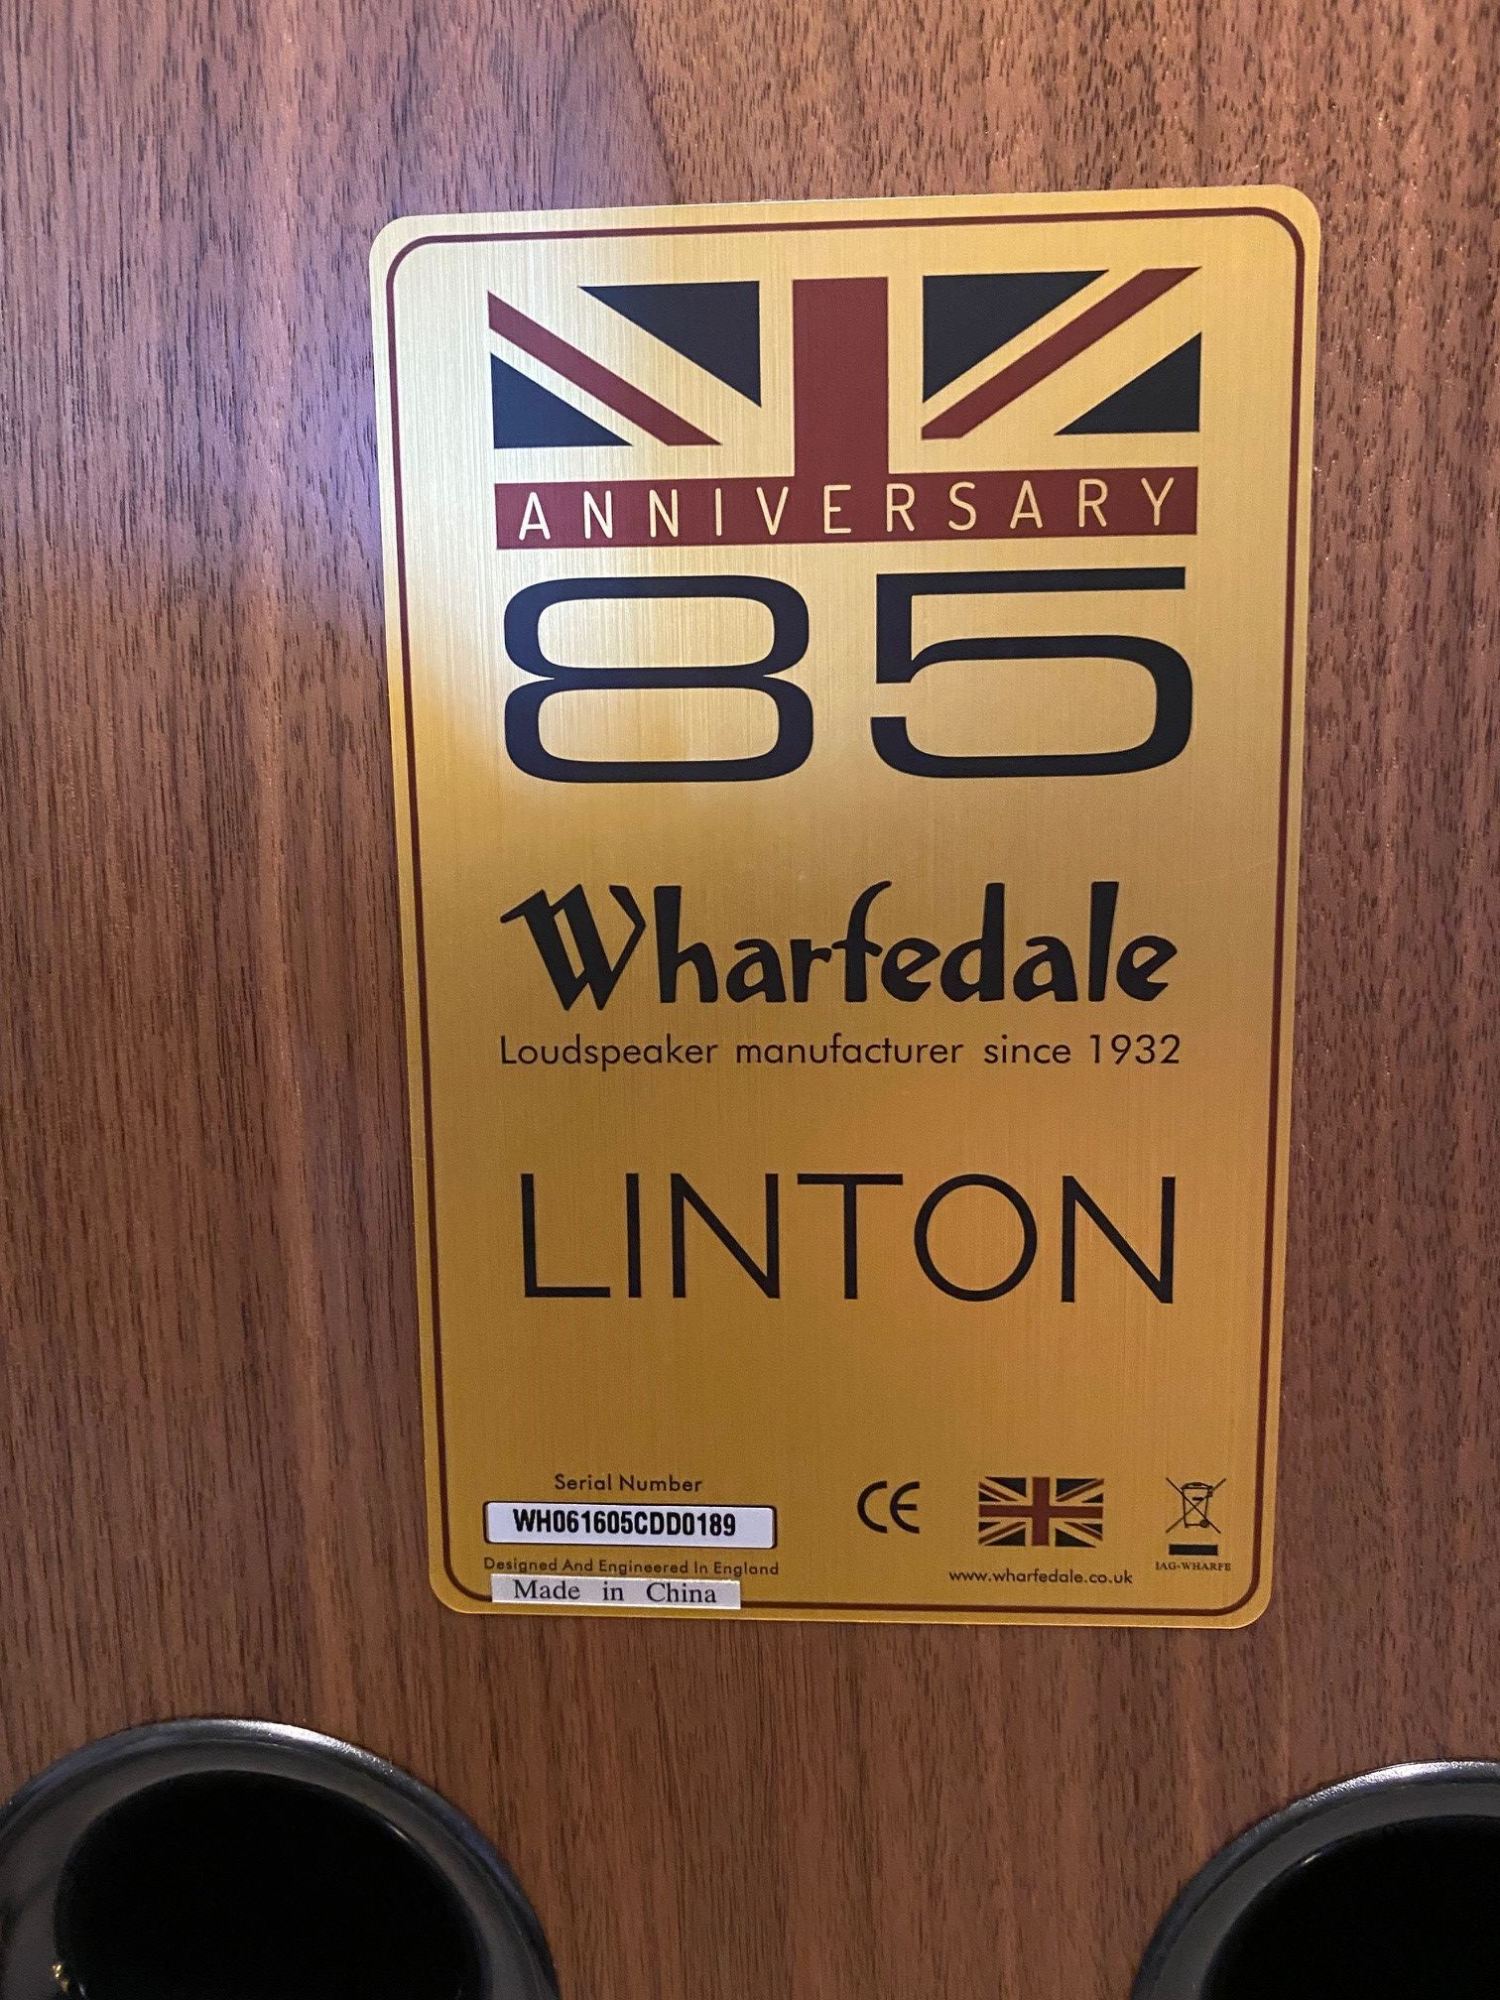 ANNIVERSARY
85
Wharfedale
Loudspeaker manufacturer since 1932
LINTON
Serial Number
WH061605CDD0189
Designed And Engineered In England
Made in China
CE
www.wharfedale.co.uk
IAG-WHARFE